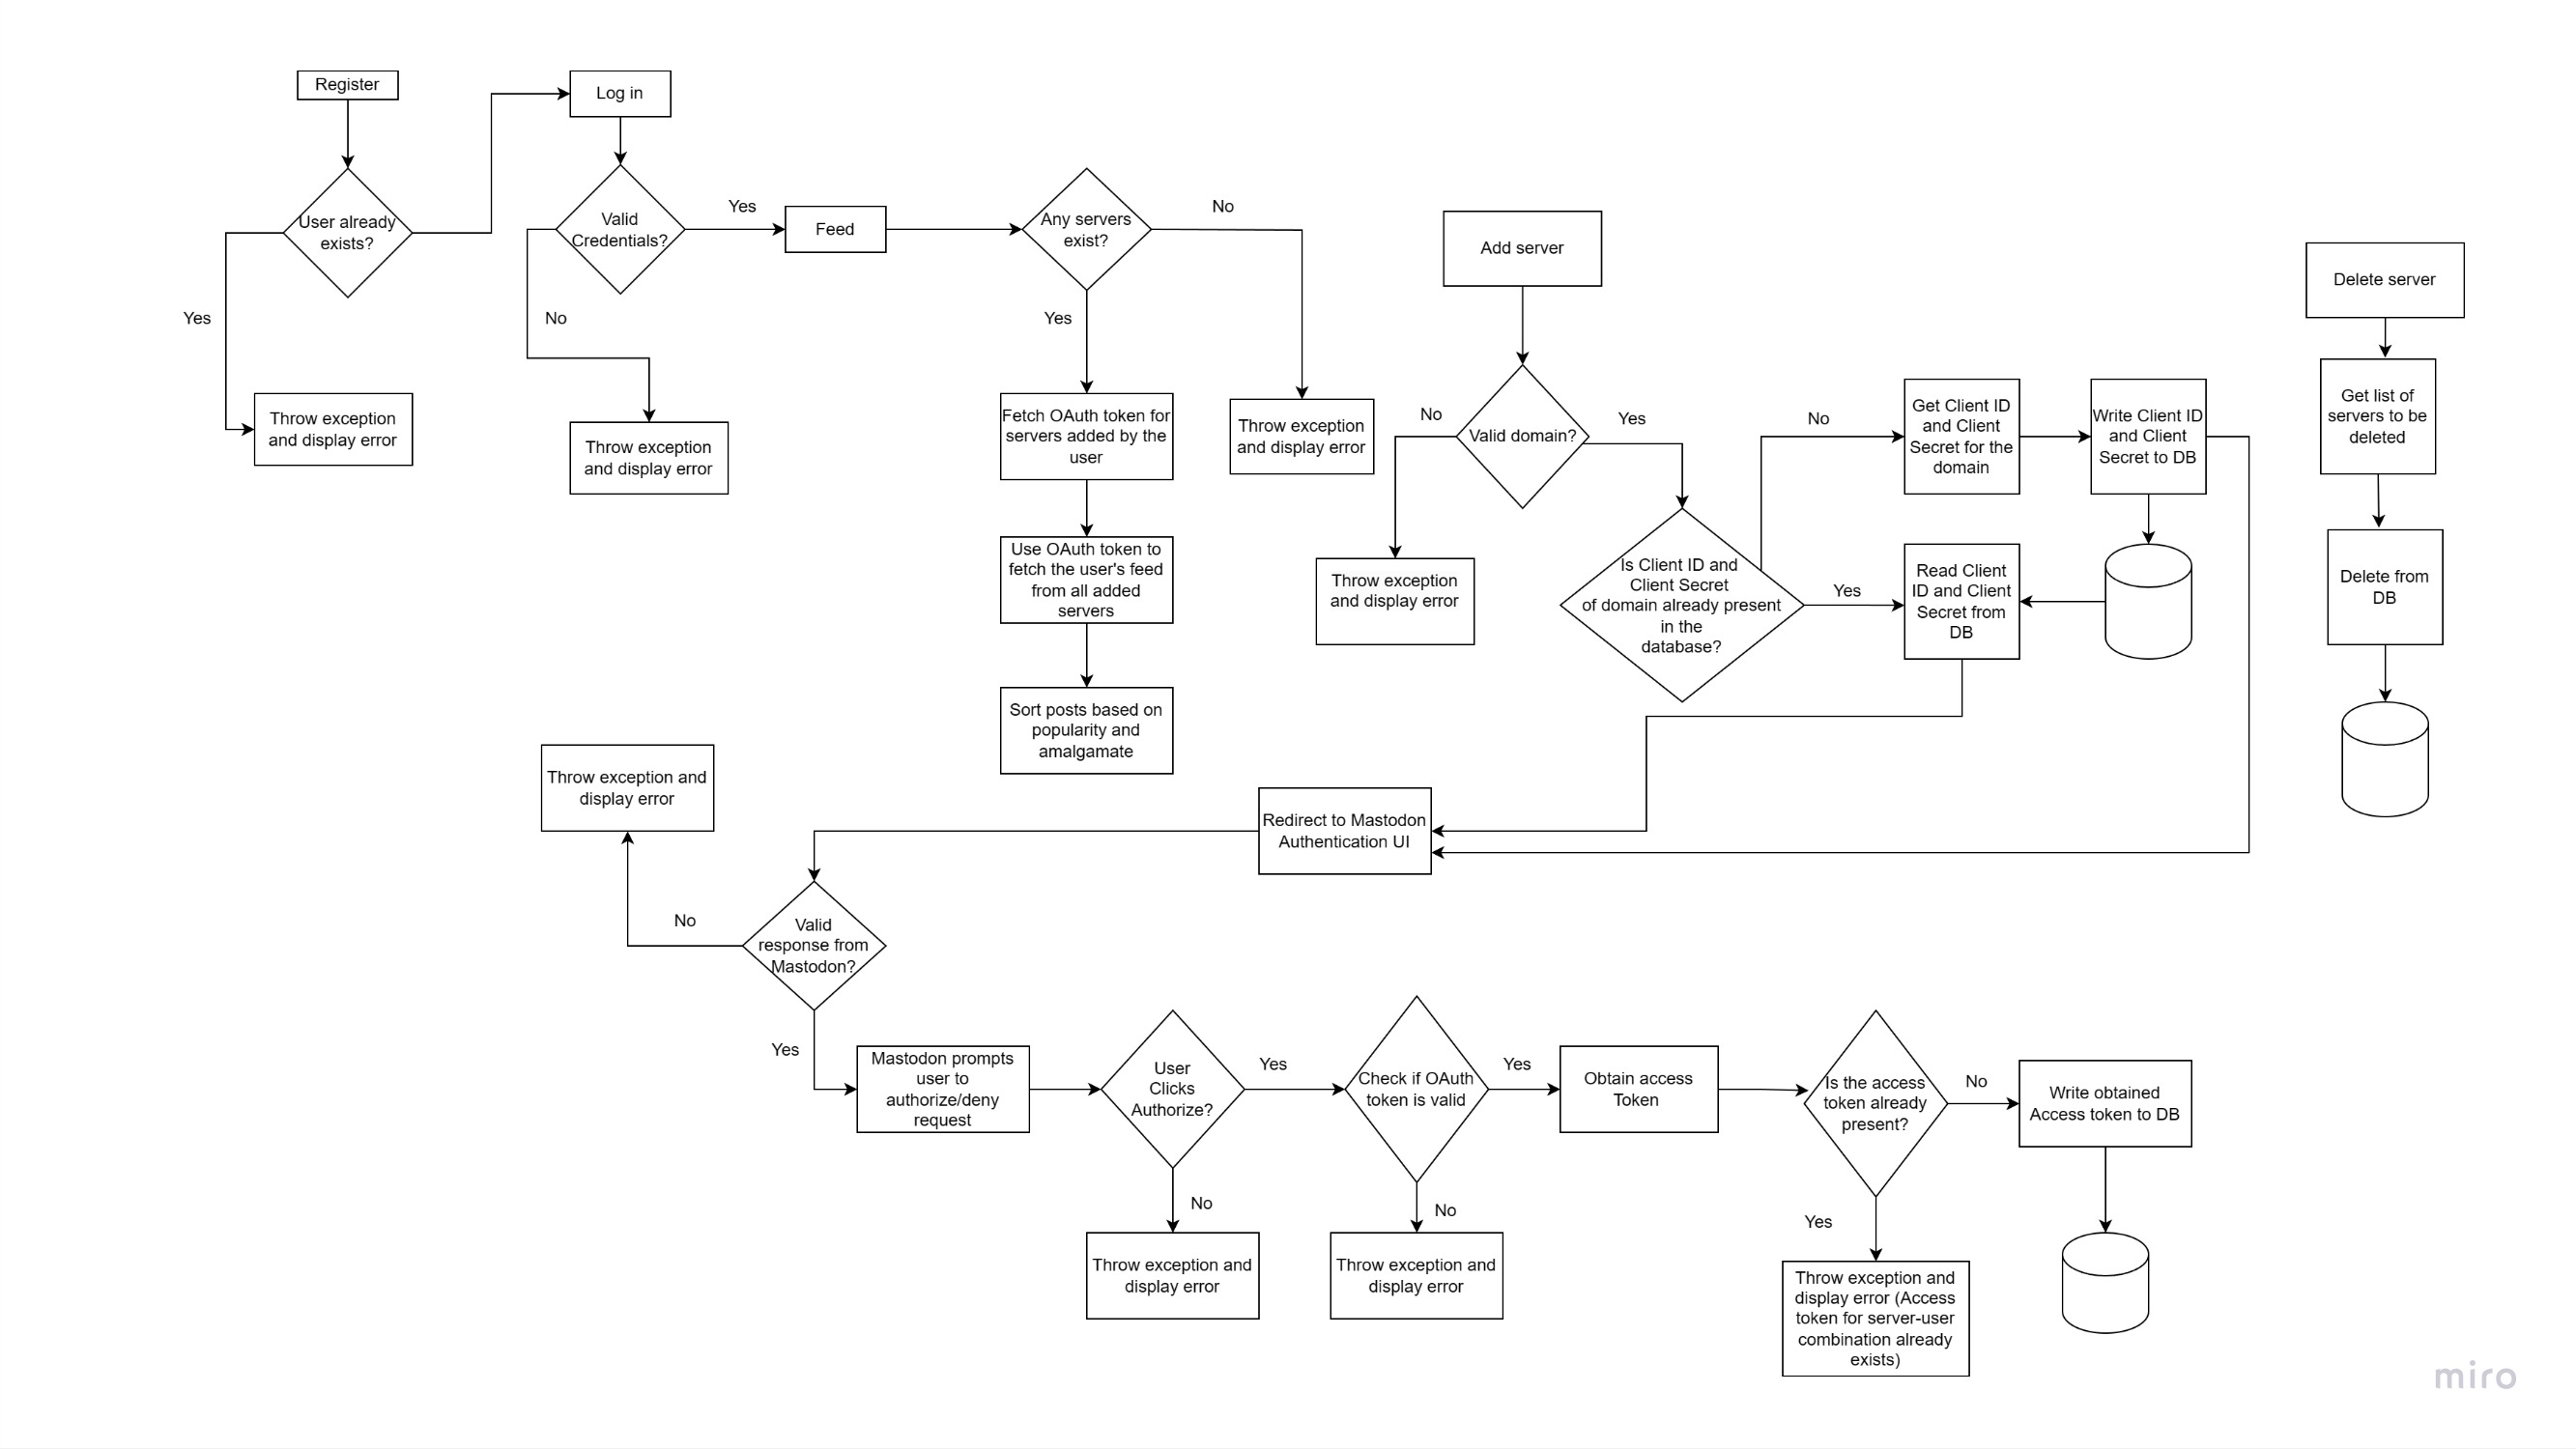 Register
Log in
User already
exists?
Yes
Throw exception
and display error
Valid
Credentials?
Yes
No
Throw exception
and display error
Feed
Any servers
exist?
No
Yes
Throw exception
and display error
Fetch OAuth token for
servers added by the
user
Use OAuth token to
fetch the user's feed
from all added
servers
Sort posts based on
popularity and
amalgamate
Add server
Valid domain?
No
Yes
Throw exception
and display error
Is Client ID and
Client Secret
of domain already present
in the
database?
No
Yes
Get Client ID
and Client
Secret for the
domain
Write Client ID
and Client
Secret to DB
Read Client
ID and Client
Secret from
DB
Delete server
Get list of
servers to be
deleted
Delete from
DB
Redirect to Mastodon
Authentication UI
Throw exception and
display error
No
Valid
response from
Mastodon?
Yes
Mastodon prompts
user to
authorize/deny
request
User
Clicks
Authorize?
Yes
No
Throw exception and
display error
Check if OAuth
token is valid
Yes
No
Throw exception and
display error
Obtain access
Token
Is the access
token already
present?
No
Yes
Write obtained
Access token to DB
Throw exception and
display error (Access
token for server-user
combination already
exists)
miro